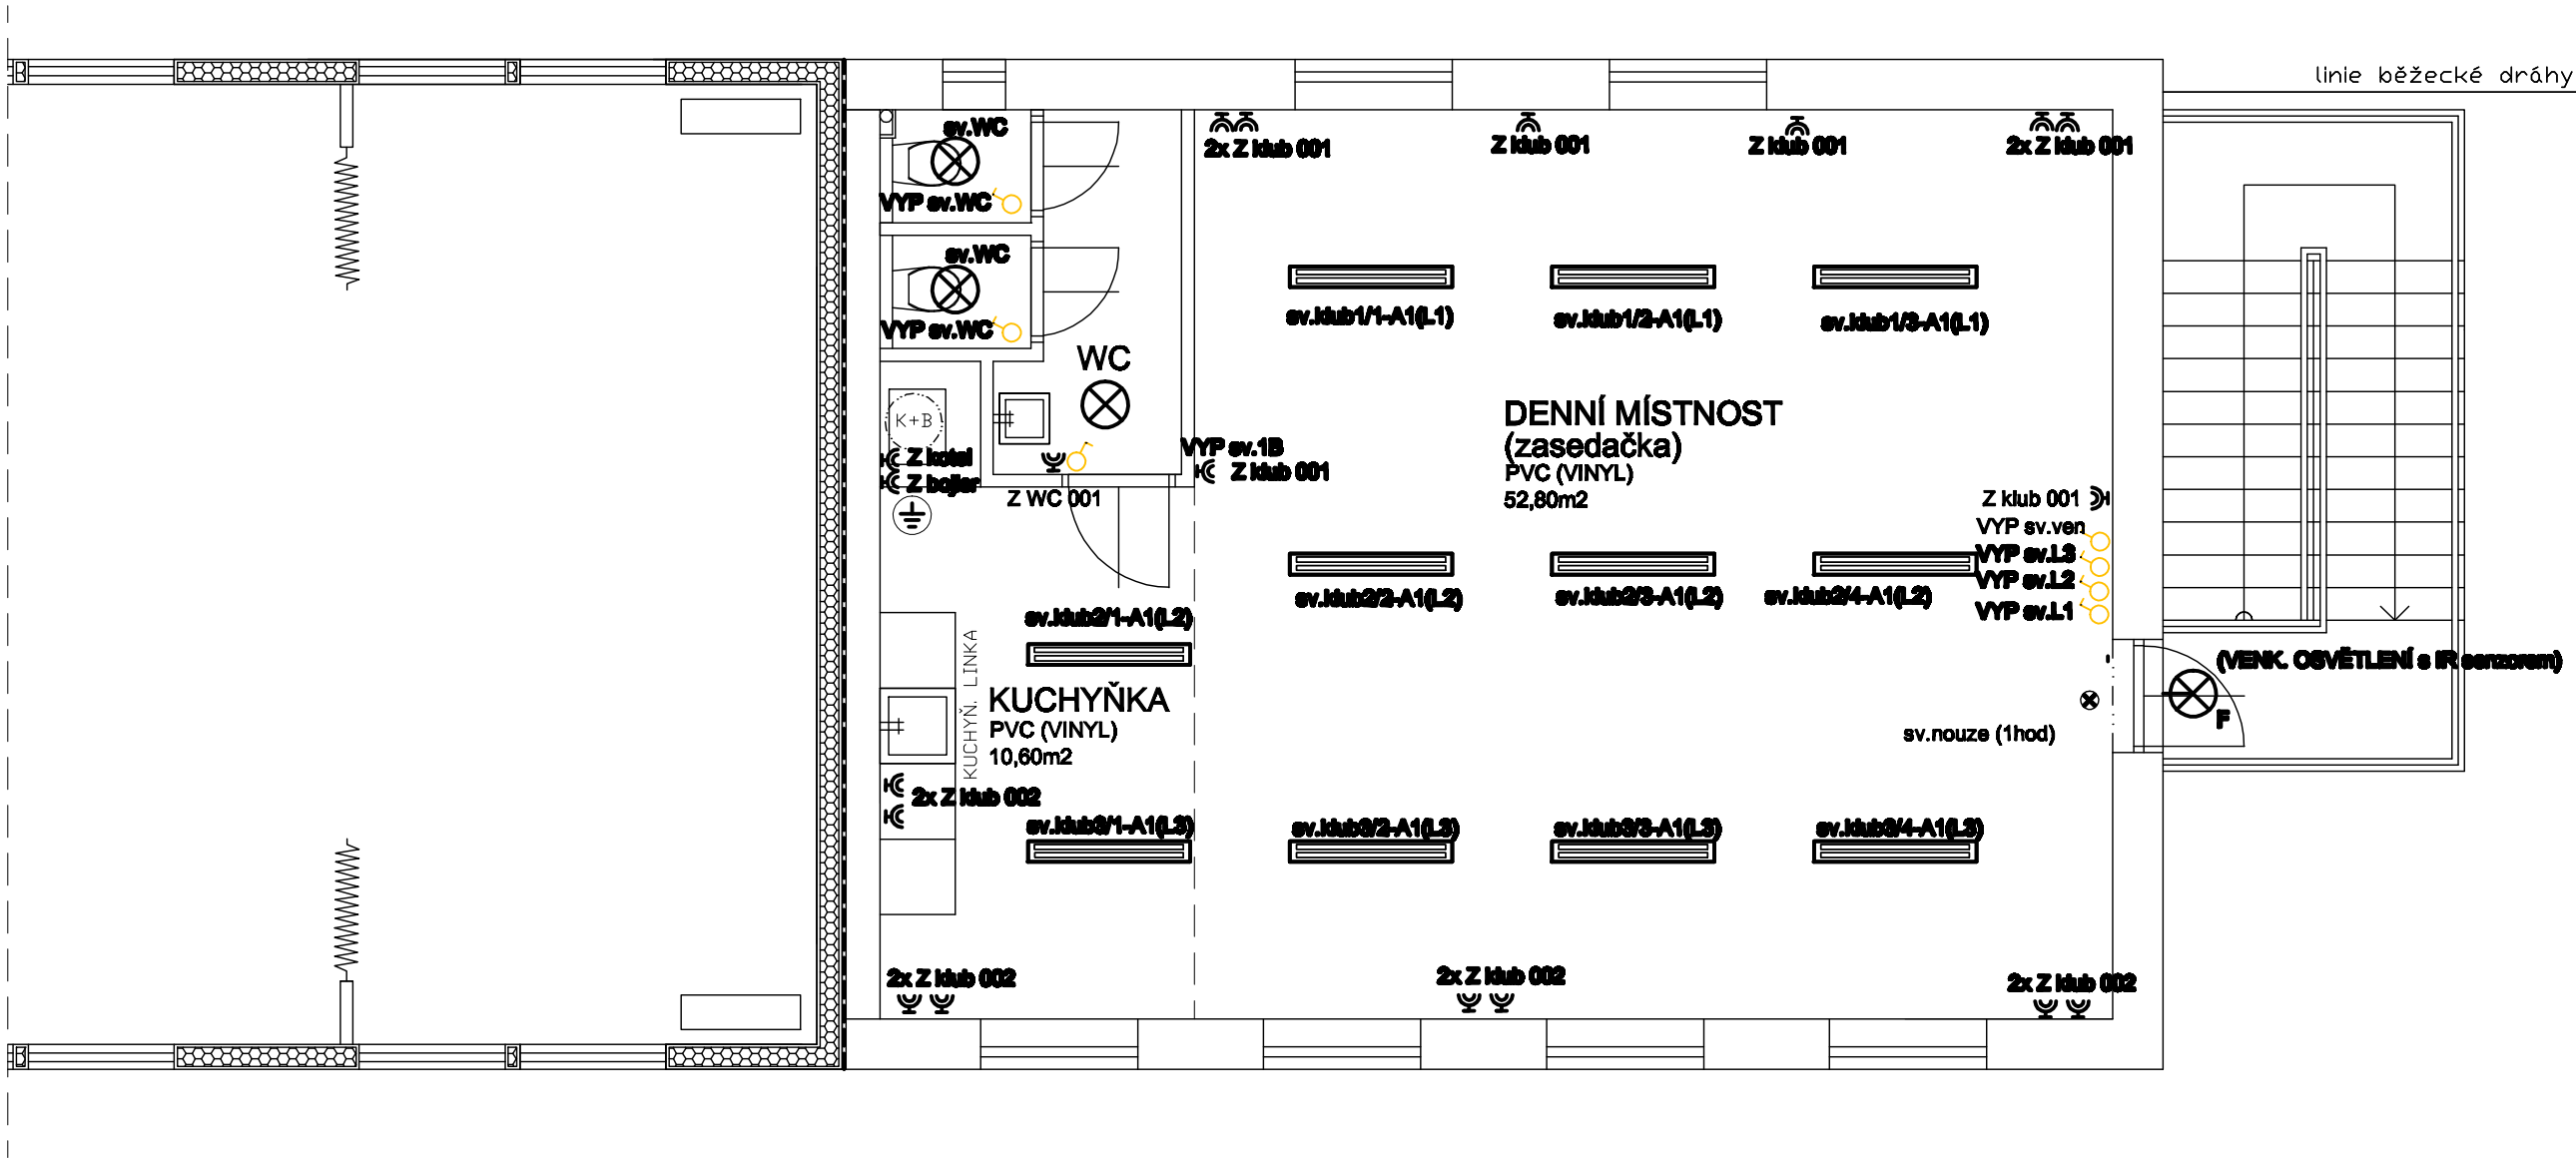 linie běžecké dráhy
sv.WC
2x Z klub 001
Z klub 001
Z klub 001
2x Z klub 001
VYP sv.WC
sv.WC
VYP sv.WC
sv.klub1/1-A1(L1)
sv.klub1/2-A1(L1)
sv.klub1/3-A1(L1)
WC
K+B
DENNÍ MÍSTNOST
(zasedačka)
PVC (VINYL)
52,80m2
VYP sv.1B
Z klub 001
Z kotel
Z bojler
Z WC 001
Z klub 001
VYP sv.ven
VYP sv.L3
VYP sv.L2
VYP sv.L1
sv.klub2/1-A1(L2)
sv.klub2/2-A1(L2)
sv.klub2/3-A1(L2)
sv.klub2/4-A1(L2)
(VENK. OSVĚTLENÍ s IR senzorem)
F
KUCHYŇ. LINKA
KUCHYŇKA
PVC (VINYL)
10,60m2
sv.nouze (1hod)
2x Z klub 002
sv.klub3/1-A1(L3)
sv.klub3/2-A1(L3)
sv.klub3/3-A1(L3)
sv.klub3/4-A1(L3)
2x Z klub 002
2x Z klub 002
2x Z klub 002